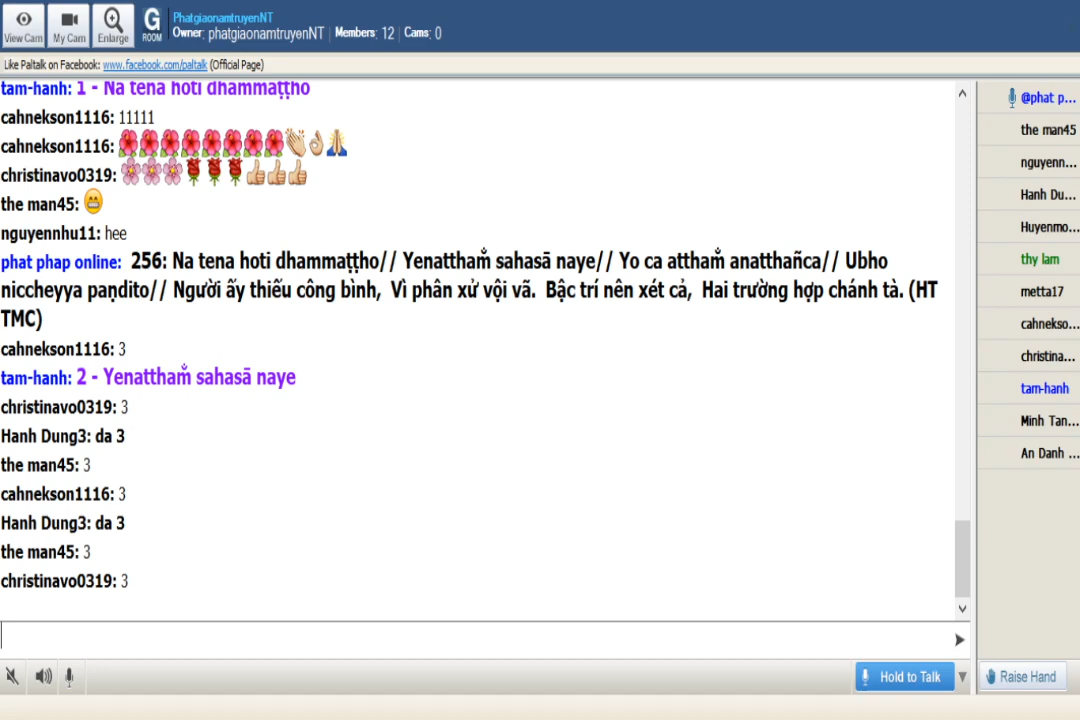 View Cam
My Cam
Enlarge
G
ROOM
PhatgiaonamtruyenNT
Owner: phatgiaonamtruyenNT | Members: 12 | Cams: 0
Like Paltalk on Facebook: www.facebook.com/paltalk (Official Page)
tam-hanh: 1 - Na tena hoti dhammaṭṭho
cahnekson1116: 11111
cahnekson1116: 🌺🌺🌺🌺🌺🌺🌺🌺👏👌🙏
christinavo0319: 🌸🌸🌸🌹🌹🌹👍👍👍
the man45: 😁
nguyennhu11: hee
phat phap online: 256: Na tena hoti dhammaṭṭho// Yenatthaṁ sahasā naye// Yo ca atthaṁ anatthañca// Ubho
niccheyya paṇdito// Người ấy thiếu công bình, Vì phân xử vội vã. Bậc trí nên xét cả, Hai trường hợp chánh tà. (HT
TMC)
cahnekson1116: 3
tam-hanh: 2 - Yenatthaṁ sahasā naye
christinavo0319: 3
Hanh Dung3: da 3
the man45: 3
cahnekson1116: 3
Hanh Dung3: da 3
the man45: 3
christinavo0319: 3
@phat p...
the man45
nguyenn...
Hanh Du...
Huyenmo...
thy lam
metta17
cahnekso...
christina...
tam-hanh
Minh Tan...
An Danh ...
Hold to Talk
Raise Hand